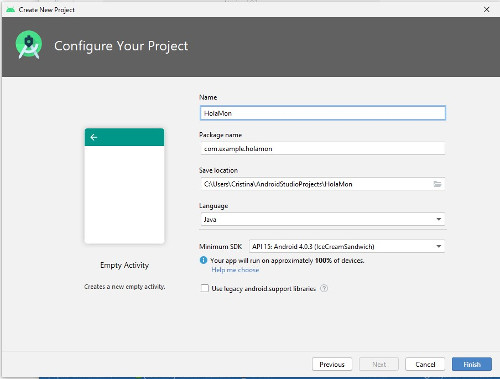 Create New Project
Configure Your Project
Name
HolaMon
Package name
com.example.holamon
Save location
C:\Users\Cristina\AndroidStudioProjects\HolaMon
Language
Java
Minimum SDK API 15: Android 4.0.3 (IceCreamSandwich)
Your app will run on approximately 100% of devices.
Help me choose
Use legacy android.support libraries
Empty Activity
Creates a new empty activity.
Previous Next Cancel Finish